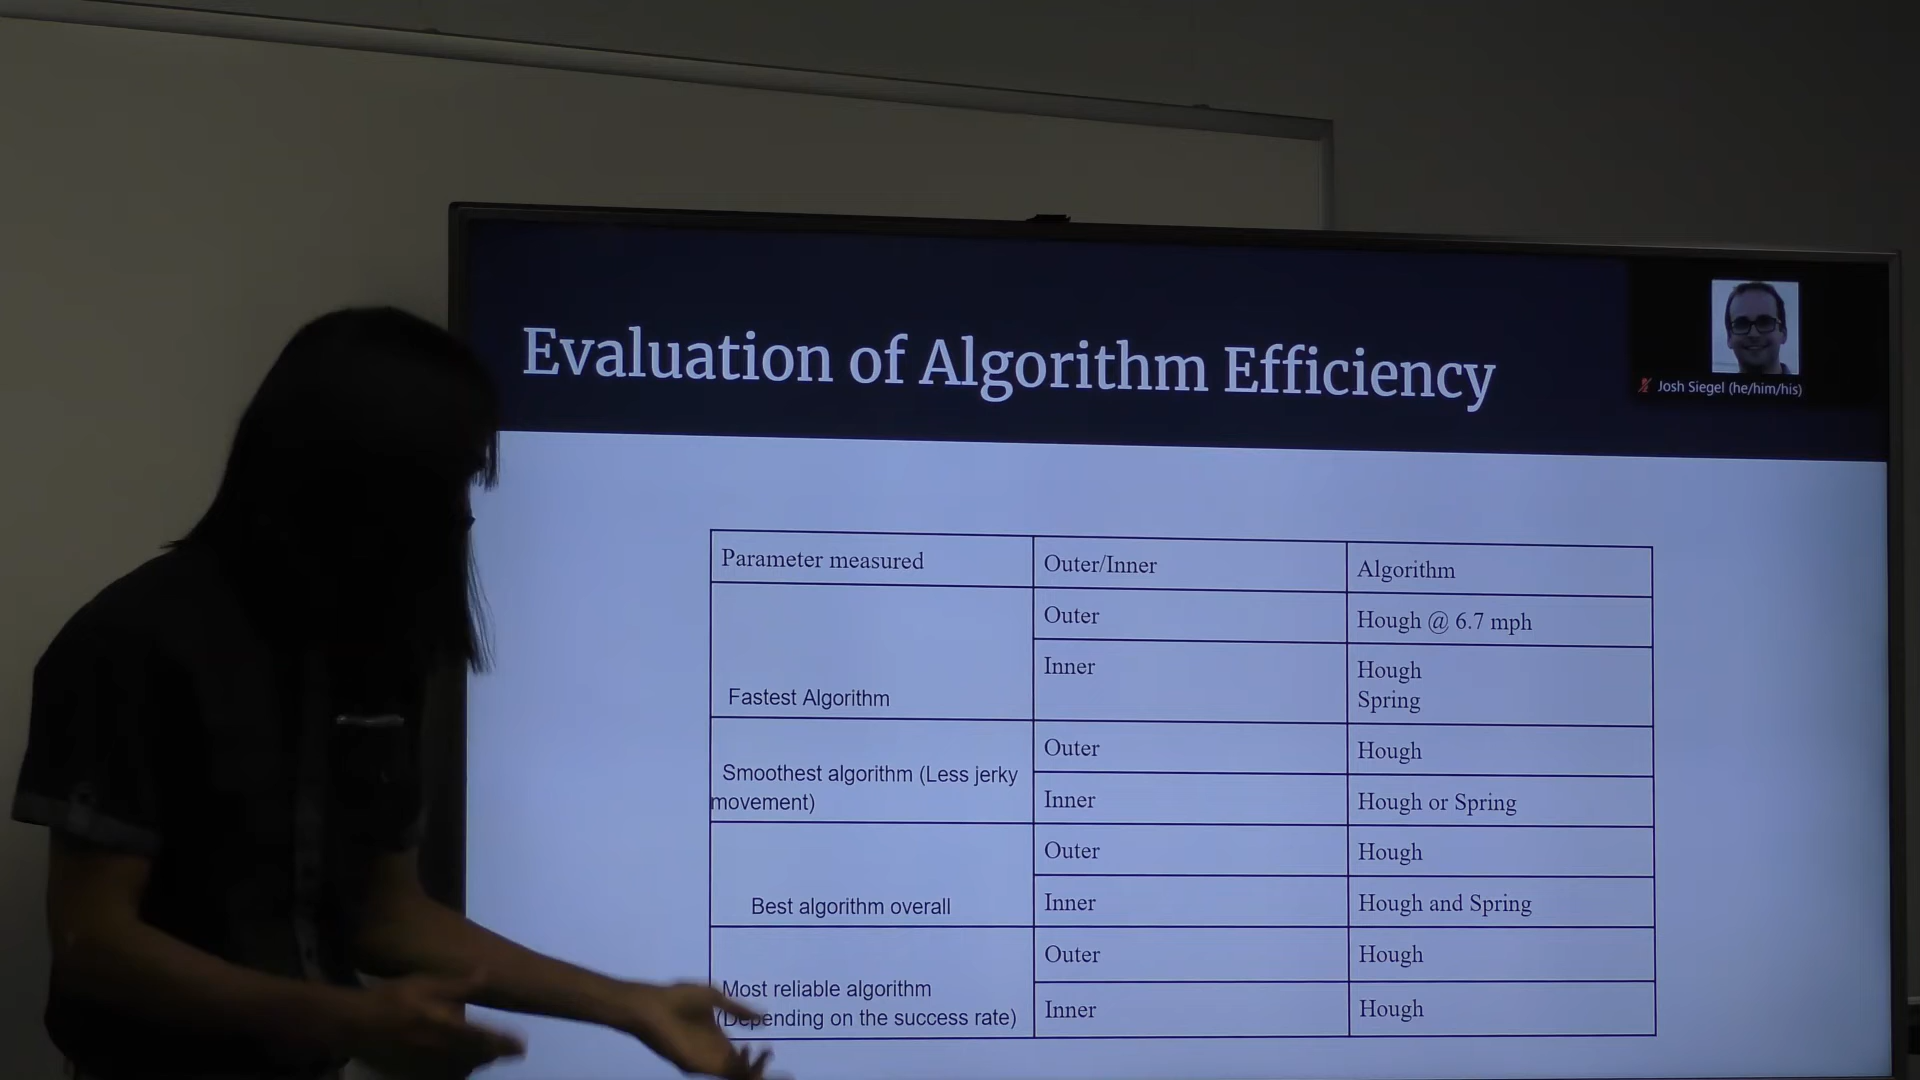 Evaluation of Algorithm Efficiency
Josh Siegel (he/him/his)
Parameter measured
Outer/Inner
Algorithm
Fastest Algorithm
Outer
Hough @ 6.7 mph
Inner
Hough
Spring
Smoothest algorithm (Less jerky
movement)
Outer
Hough
Inner
Hough or Spring
Best algorithm overall
Outer
Hough
Inner
Hough and Spring
Most reliable algorithm
(Depending on the success rate)
Outer
Hough
Inner
Hough